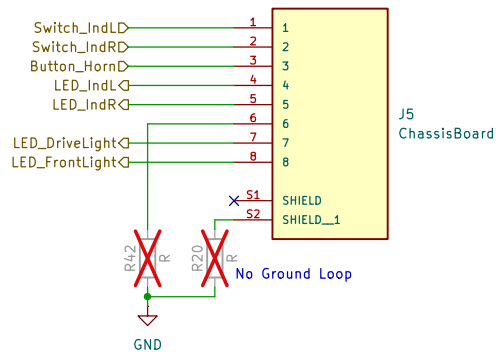 Switch_IndL 1 1
Switch_IndR 2 2
Button_Horn 3 3
LED_IndL 4 4
LED_IndR 5 5
6 6
LED_DriveLight 7 7
LED_FrontLight 8 8
J5
ChassisBoard
S1 SHIELD
S2 SHIELD__1
R42 R
R20 R
No Ground Loop
GND